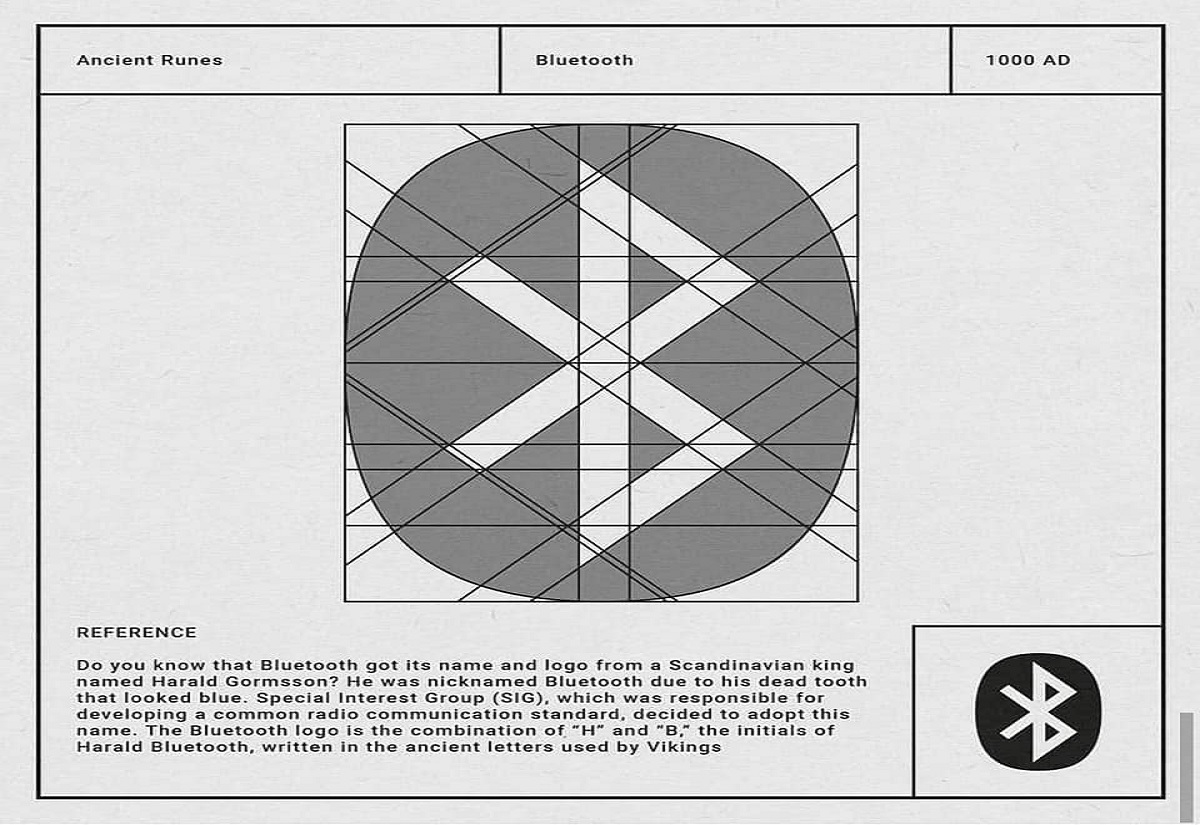 Ancient Runes
Bluetooth
1000 AD
REFERENCE
Do you know that Bluetooth got its name and logo from a Scandinavian king
named Harald Gormsson? He was nicknamed Bluetooth due to his dead tooth
that looked blue. Special Interest Group (SIG), which was responsible for
developing a common radio communication standard, decided to adopt this
name. The Bluetooth logo is the combination of “H” and “B,” the initials of
Harald Bluetooth, written in the ancient letters used by Vikings